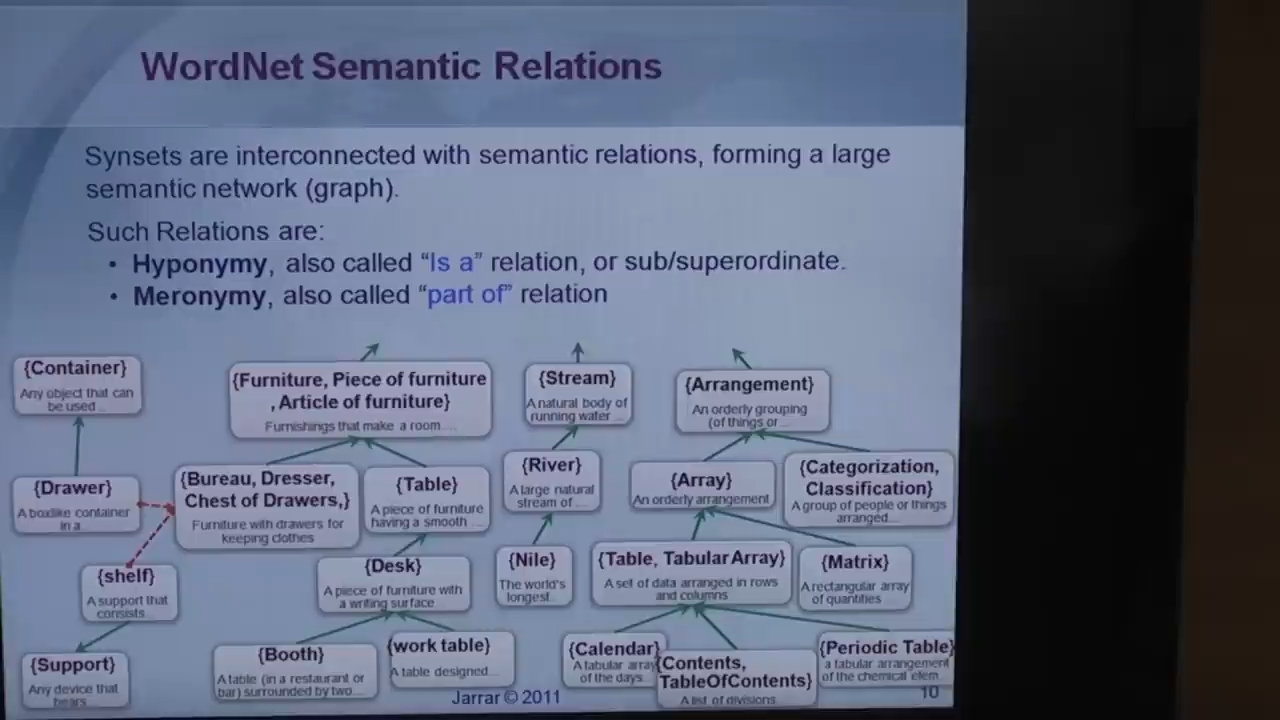 WordNet Semantic Relations
Synsets are interconnected with semantic relations, forming a large
semantic network (graph).
Such Relations are:
• Hyponymy, also called “Is a” relation, or sub/superordinate.
• Meronymy, also called “part of” relation
{Container}
Any object that can
be used ...
{Furniture, Piece of furniture
,Article of furniture}
Furnishings that make a room ....
{Stream}
A natural body of
running water ...
{Arrangement}
An orderly grouping
(of things or ...
{Drawer}
A boxlike container
in a...
{Bureau, Dresser,
Chest of Drawers,}
Furniture with drawers for
keeping clothes
{Table}
A piece of furniture
having a smooth ....
{River}
A large natural
stream of ...
{Array}
An orderly arrangement
{Categorization,
Classification}
A group of people or things
arranged...
{shelf}
A support that
consists...
{Desk}
A piece of furniture with
a writing surface
{Nile}
The world's
longest...
{Table, Tabular Array}
A set of data arranged in rows
and columns
{Matrix}
A rectangular array
of quantities ...
{Support}
Any device that
bears...
{Booth}
A table (in a restaurant or
bar) surrounded by two...
{work table}
A table designed...
{Calendar}
A tabular array
of the days...
{Contents,
TableOfContents}
A list of divisions
{Periodic Table}
a tabular arrangement
of the chemical elem...
Jarrar © 2011
10